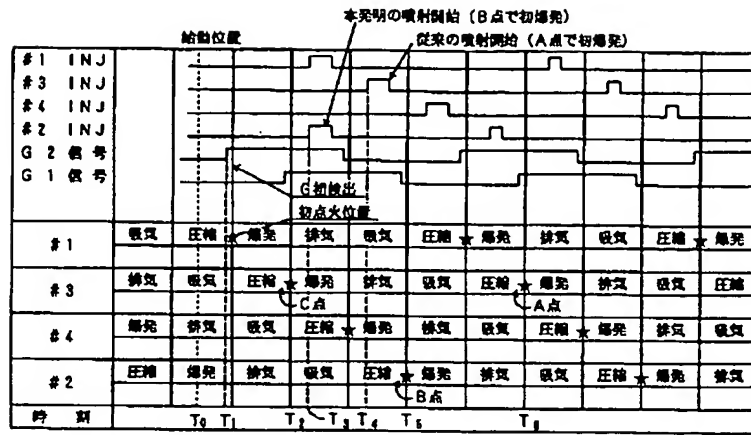 本発明の噴射開始（B点で初爆発）
始動位置
従来の噴射開始（A点で初爆発）
#1 INJ
#3 INJ
#4 INJ
#2 INJ
G2信号
G1信号
G初検出
初点火位置
#1 吸気 圧縮 ★ 爆発 排気 吸気 圧縮 ★ 爆発 排気 吸気 圧縮 ★ 爆発
#3 排気 吸気 圧縮 ★ 爆発 排気 吸気 圧縮 ★ 爆発 排気 吸気 圧縮
C点 A点
#4 爆発 排気 吸気 圧縮 ★ 爆発 排気 吸気 圧縮 ★ 爆発 排気 吸気
#2 圧縮 爆発 排気 吸気 圧縮 ★ 爆発 排気 吸気 圧縮 ★ 爆発 排気
B点
時刻 T0 T1 T2 T3 T4 T5 T6